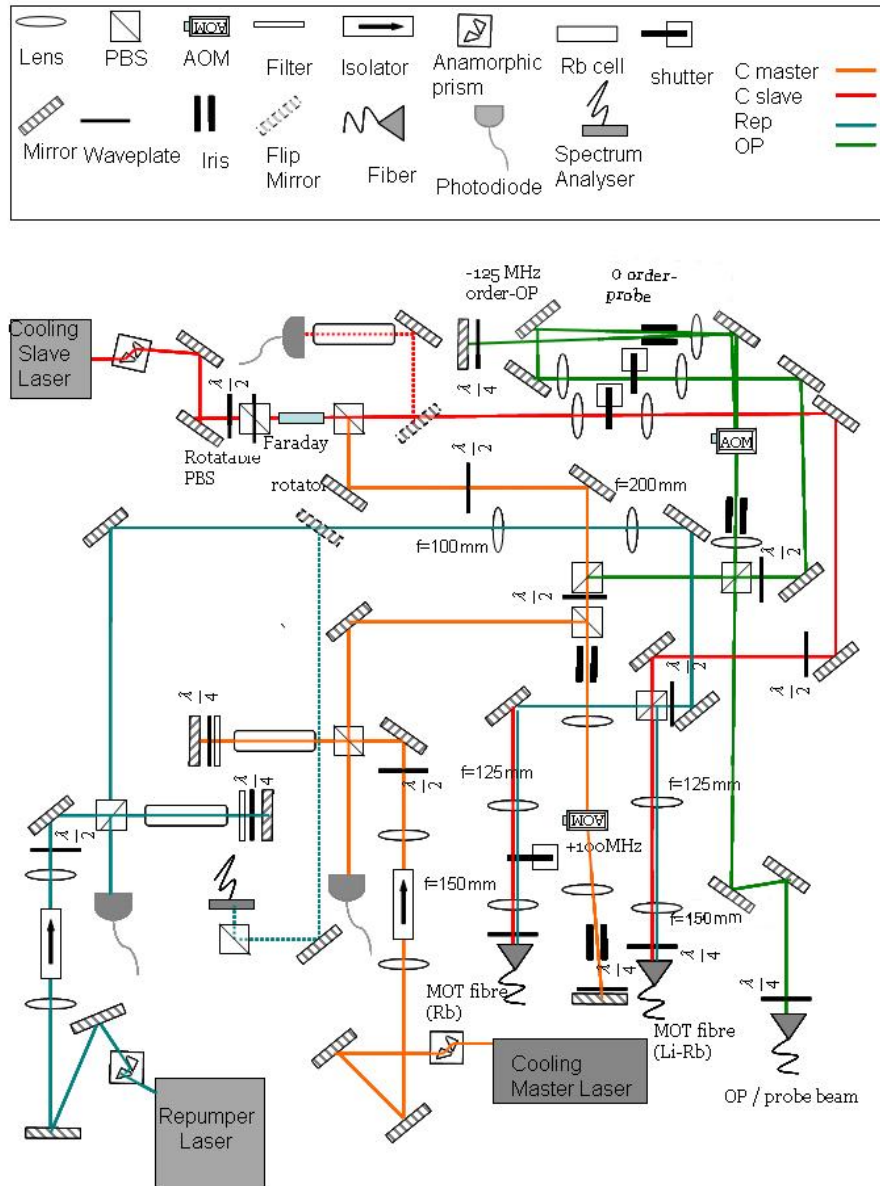 Lens
PBS
AOM
AOM
Filter
Isolator
Anamorphic
prism
Rb cell
shutter
C master
C slave
Rep
OP
Mirror
Waveplate
Iris
Flip
Mirror
Fiber
Photodiode
Spectrum
Analyser
-125 MHz
order-OP
0 order-
probe
Cooling
Slave
Laser
λ/2
λ/4
Faraday
Rotatable
PBS
rotator
AOM
λ/2
f=200mm
f=100mm
λ/2
λ/2
λ/2
λ/2
λ/4
f=125mm
f=125mm
λ/2
λ/4
λ/2
AOM
+100MHz
f=150mm
f=150mm
λ/4
λ/4
λ/4
MOT fibre
(Rb)
MOT fibre
(Li-Rb)
Cooling
Master Laser
Repumper
Laser
OP / probe beam